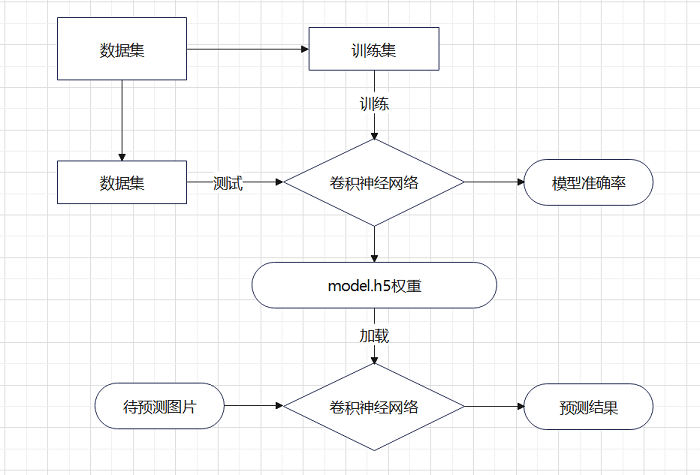 数据集
训练集
训练
数据集
测试
卷积神经网络
模型准确率
model.h5权重
加载
待预测图片
卷积神经网络
预测结果